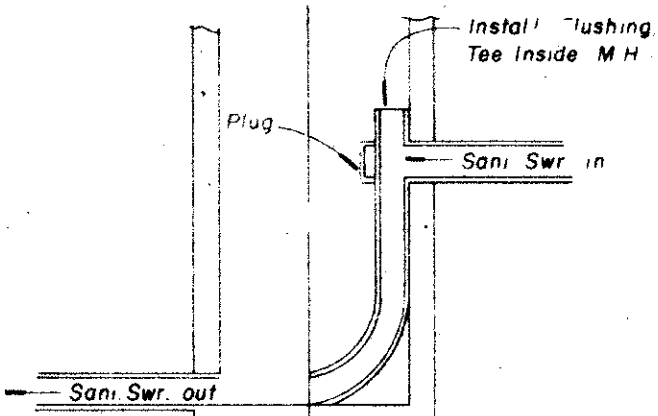 Install Flushing
Tee Inside M H
Plug
Sani Swr. in
Sani. Swr. out